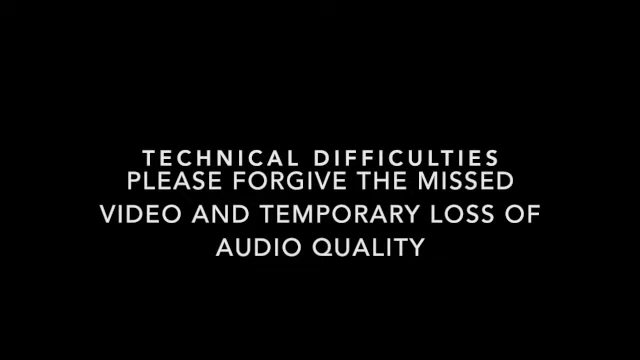 TECHNICAL DIFFICULTIES
PLEASE FORGIVE THE MISSED
VIDEO AND TEMPORARY LOSS OF
AUDIO QUALITY